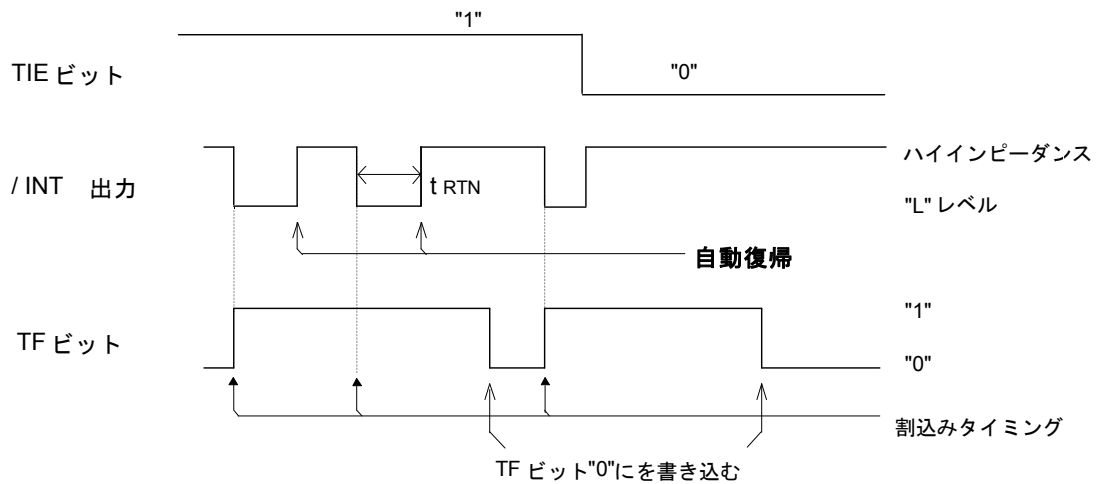 "1"
TIE ビット
"0"
/ INT 出力
t RTN
ハイインピーダンス
"L" レベル
自動復帰
TF ビット
"1"
"0"
割込みタイミング
TF ビット"0"にを書き込む